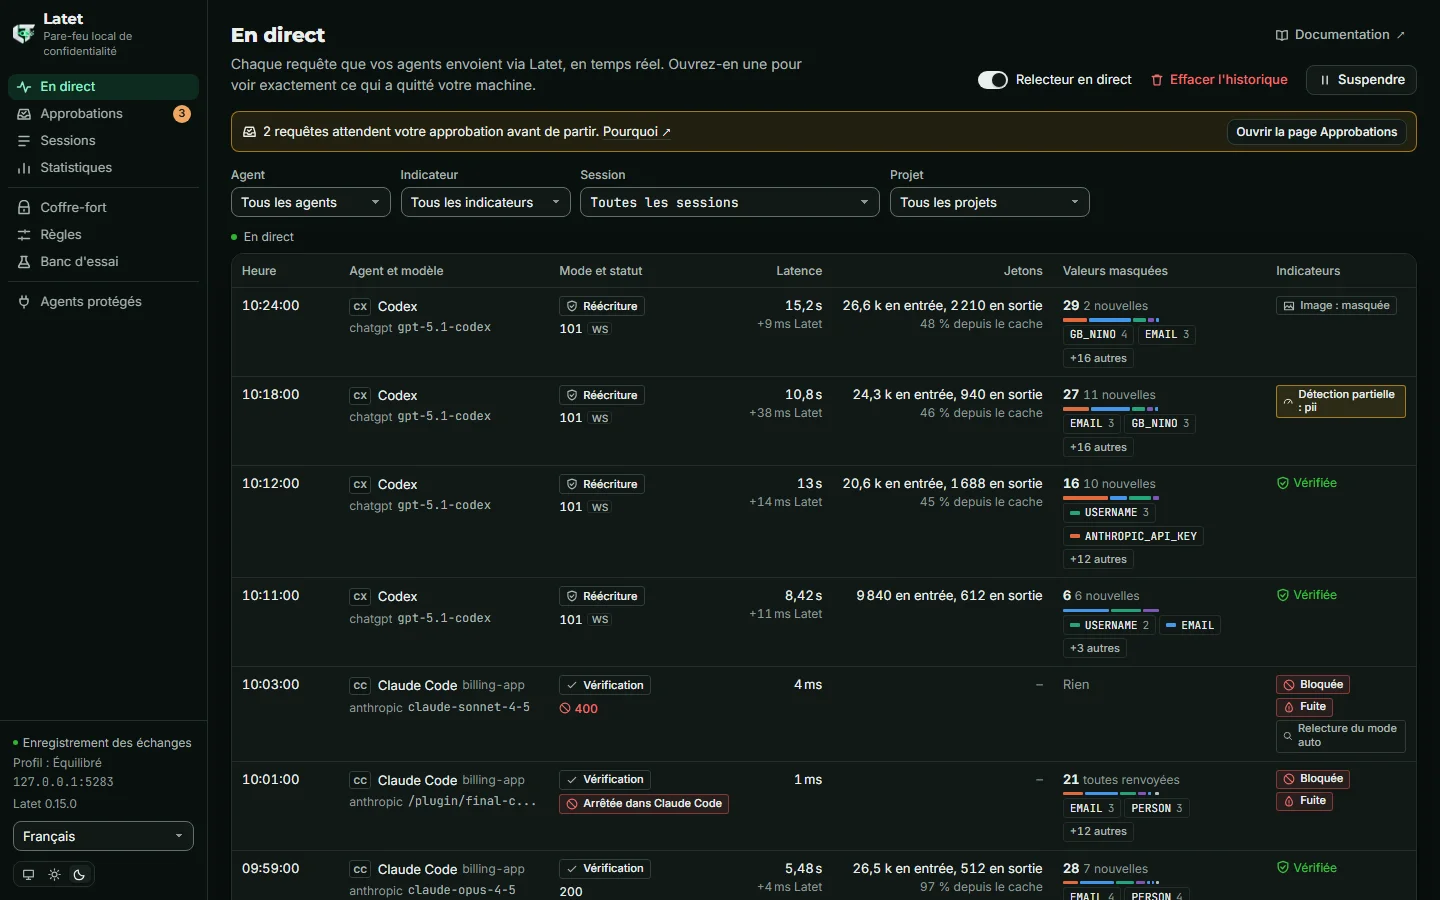 Latet
Pare-feu local de
confidentialité
En direct
Approbations 3
Sessions
Statistiques
Coffre-fort
Règles
Banc d'essai
Agents protégés
Enregistrement des échanges
Profil : Équilibré
127.0.0.1:5283
Latet 0.15.0
Français
En direct
Chaque requête que vos agents envoient via Latet, en temps réel. Ouvrez-en une pour
voir exactement ce qui a quitté votre machine.
Documentation ↗
Relecteur en direct
Effacer l'historique
Suspendre
2 requêtes attendent votre approbation avant de partir. Pourquoi ↗
Ouvrir la page Approbations
Agent Indicateur Session Projet
Tous les agents Tous les indicateurs Toutes les sessions Tous les projets
En direct
Heure Agent et modèle Mode et statut Latence Jetons Valeurs masquées Indicateurs
10:24:00 cx Codex Réécriture 15,2 s 26,6 k en entrée, 2 210 en sortie 29 2 nouvelles Image : masquée
chatgpt gpt-5.1-codex 101 WS +9 ms Latet 48 % depuis le cache
GB_NINO 4 EMAIL 3
+16 autres
10:18:00 cx Codex Réécriture 10,8 s 24,3 k en entrée, 940 en sortie 27 11 nouvelles Détection partielle
: pii
chatgpt gpt-5.1-codex 101 WS +38 ms Latet 46 % depuis le cache
EMAIL 3 GB_NINO 3
+16 autres
10:12:00 cx Codex Réécriture 13 s 20,6 k en entrée, 1 688 en sortie 16 10 nouvelles Vérifiée
chatgpt gpt-5.1-codex 101 WS +14 ms Latet 45 % depuis le cache
USERNAME 3
ANTHROPIC_API_KEY
+12 autres
10:11:00 cx Codex Réécriture 8,42 s 9 840 en entrée, 612 en sortie 6 6 nouvelles Vérifiée
chatgpt gpt-5.1-codex 101 WS +11 ms Latet
USERNAME 2 EMAIL
+3 autres
10:03:00 cc Claude Code billing-app Vérification 4 ms – Rien Bloquée
anthropic claude-sonnet-4-5 400 Fuite
Relecture du mode
auto
10:01:00 cc Claude Code billing-app Vérification 1 ms – 21 toutes renvoyées Bloquée
anthropic /plugin/final-c... Arrêtée dans Claude Code Fuite
EMAIL 3 PERSON 3
+12 autres
09:59:00 cc Claude Code billing-app Vérification 5,48 s 26,5 k en entrée, 512 en sortie 28 7 nouvelles Vérifiée
anthropic claude-opus-4-5 200 +4 ms Latet 97 % depuis le cache
EMAIL 4 PERSON 4